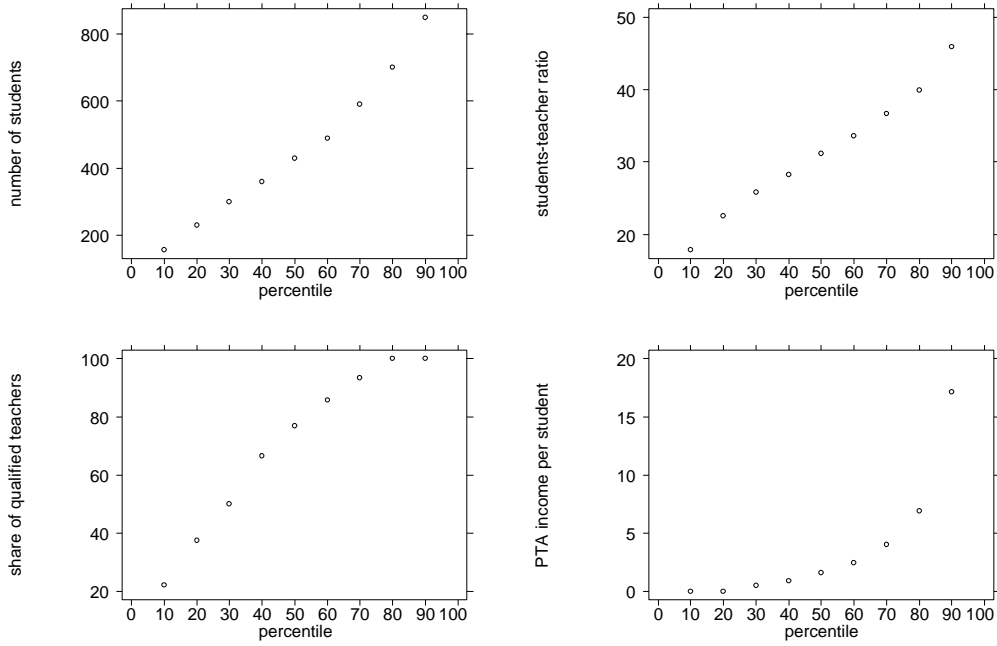 number of students
800
600
400
200
0 10 20 30 40 50 60 70 80 90 100
percentile
students-teacher ratio
50
40
30
20
0 10 20 30 40 50 60 70 80 90 100
percentile
share of qualified teachers
100
80
60
40
20
0 10 20 30 40 50 60 70 80 90 100
percentile
PTA income per student
20
15
10
5
0
0 10 20 30 40 50 60 70 80 90 100
percentile